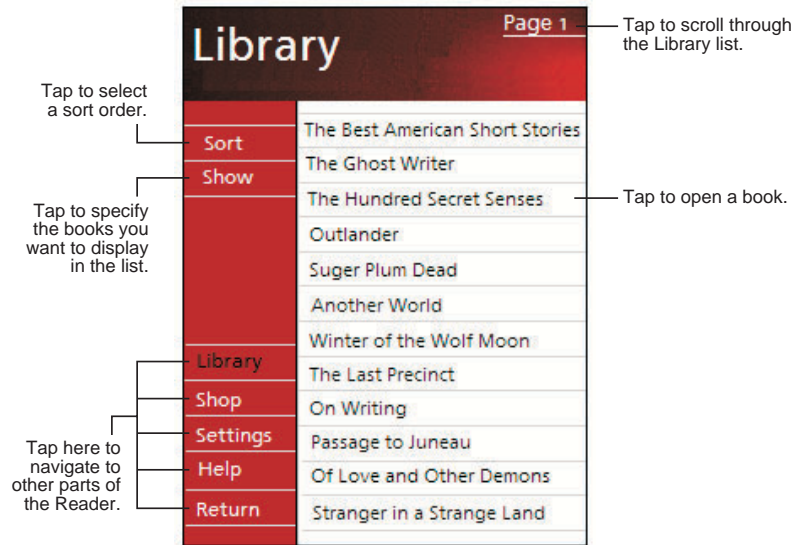 Library
Page 1
Tap to scroll through
the Library list.
Tap to select
a sort order.
Sort
Show
Tap to specify
the books you
want to display
in the list.
The Best American Short Stories
The Ghost Writer
The Hundred Secret Senses
Tap to open a book.
Outlander
Suger Plum Dead
Another World
Winter of the Wolf Moon
The Last Precinct
On Writing
Passage to Juneau
Of Love and Other Demons
Stranger in a Strange Land
Library
Shop
Settings
Help
Return
Tap here to
navigate to
other parts of
the Reader.